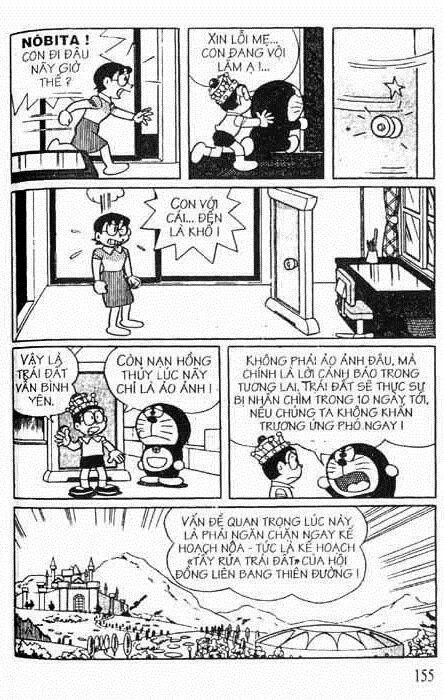 NÔBITA !
CON ĐI ĐÂU
NÃY GIỜ
THẾ ?
XIN LỖI MẸ...
CON ĐANG VỘI
LẮM Ạ !...
CON VỚI
CÁI... ĐẾN
LÀ KHỔ !
VẬY LÀ
TRÁI ĐẤT
VẪN BÌNH
YÊN.
CÒN NẠN HỒNG
THỦY LÚC NÃY
CHỈ LÀ ẢO ẢNH !
KHÔNG PHẢI ẢO ẢNH ĐÂU, MÀ
CHÍNH LÀ LỜI CẢNH BÁO TRONG
TƯƠNG LAI. TRÁI ĐẤT SẼ THỰC SỰ
BỊ NHẤN CHÌM TRONG 10 NGÀY TỚI,
NẾU CHÚNG TA KHÔNG KHẨN
TRƯƠNG ỨNG PHÓ NGAY !
VẤN ĐỀ QUAN TRỌNG LÚC NÀY
LÀ PHẢI NGĂN CHẶN NGAY KẾ
HOẠCH NÔA - TỨC LÀ KẾ HOẠCH
«TẨY RỬA TRÁI ĐẤT» CỦA HỘI
ĐỒNG LIÊN BANG THIÊN ĐƯỜNG !
155